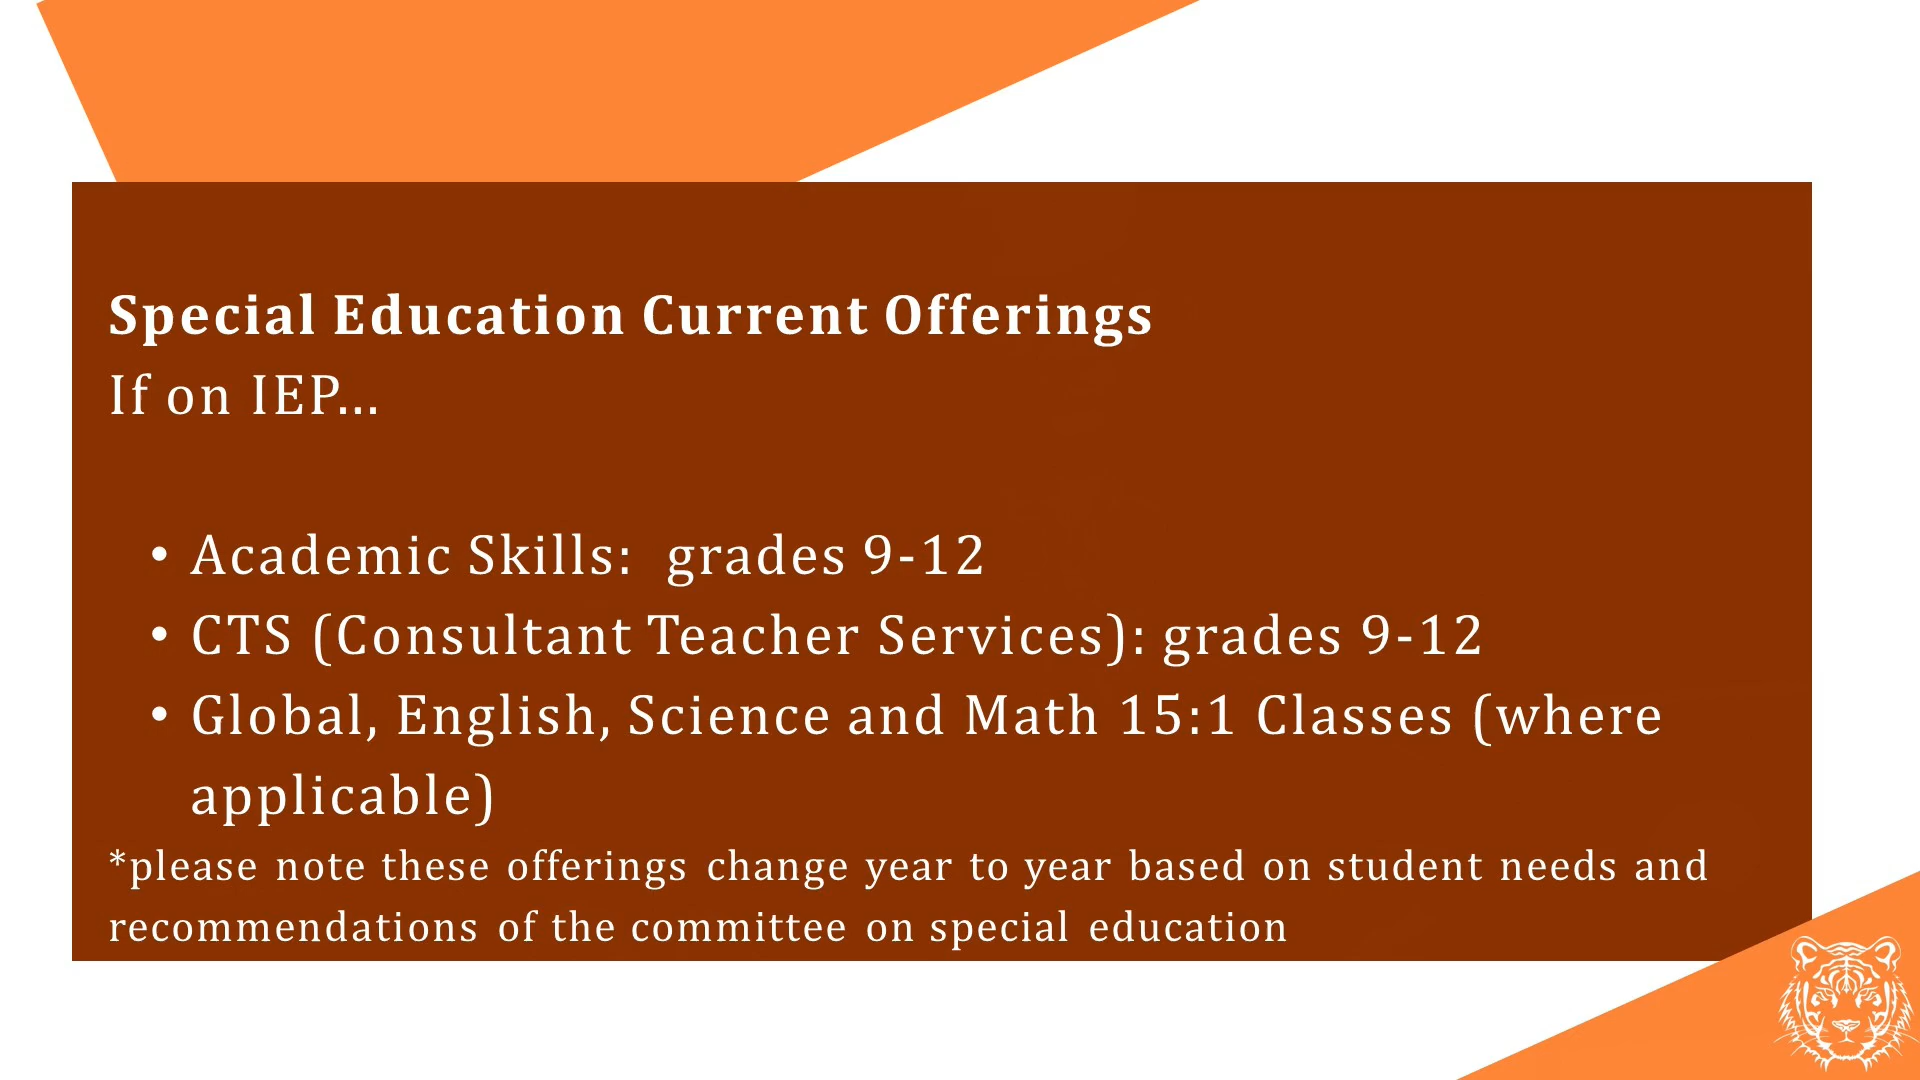 Special Education Current Offerings
If on IEP...
• Academic Skills:  grades 9-12
• CTS (Consultant Teacher Services): grades 9-12
• Global, English, Science and Math 15:1 Classes (where
applicable)
*please note these offerings change year to year based on student needs and
recommendations of the committee on special education